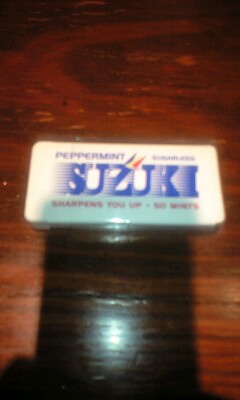 PEPPERMINT SUGARLESS
SUZUKI
SHARPENS YOU UP - 50 MINTS